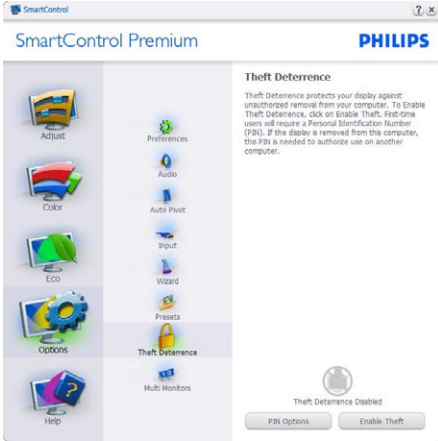 SmartControl
SmartControl Premium
PHILIPS
Adjust
Color
Eco
Options
Help
Preferences
Audio
Auto Pivot
Input
Wizard
Presets
Theft Deterrence
Multi Monitors
Theft Deterrence
Theft Deterrence protects your display against
unauthorized removal from your computer. To Enable
Theft Deterrence, click on Enable Theft. First-time
users will require a Personal Identification Number
(PIN). If the display is removed from this computer,
this PIN is needed to authorize use on another
computer.
Theft Deterrence Disabled
PIN Options
Enable Theft